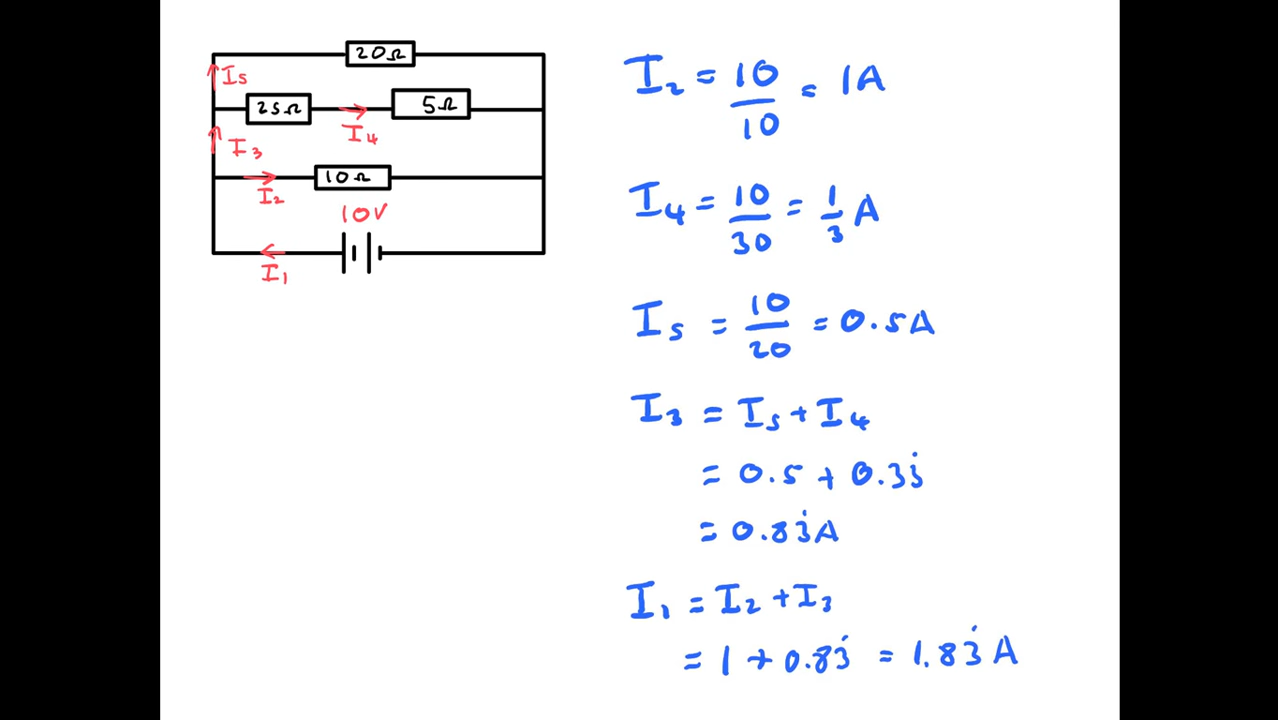 20Ω
I5
25Ω
5Ω
I4
I3
10Ω
I2
10V
I1
I2 = 10/10 = 1A
I4 = 10/30 = 1/3 A
I5 = 10/20 = 0.5A
I3 = I5 + I4
= 0.5 + 0.33̇
= 0.83̇A
I1 = I2 + I3
= 1 + 0.83̇ = 1.83̇ A